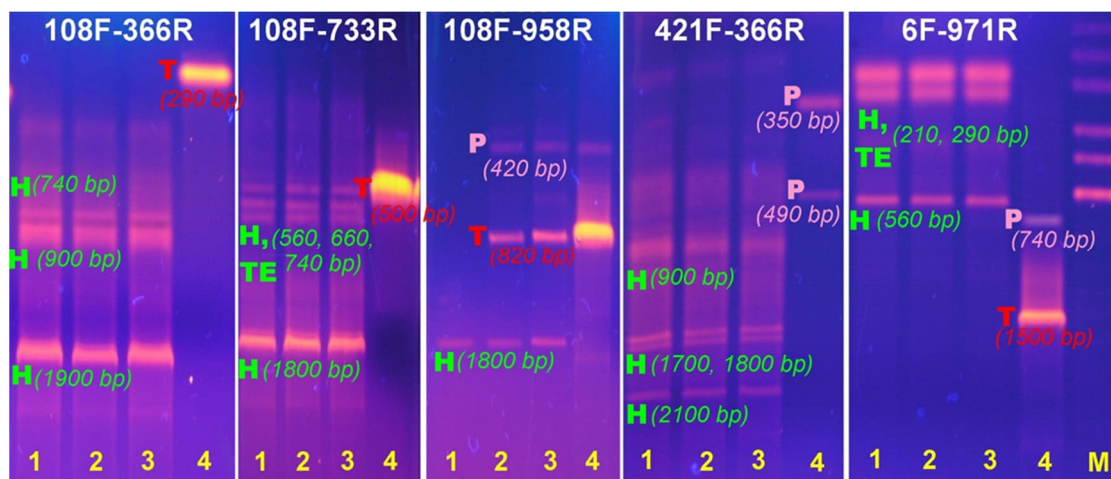 108F-366R
T
(290 bp)
H (740 bp)
H (900 bp)
H (1900 bp)
1 2 3 4
108F-733R
T
(500 bp)
H, (560, 660,
TE 740 bp)
H (1800 bp)
1 2 3 4
108F-958R
P
(420 bp)
T
(820 bp)
H (1800 bp)
1 2 3 4
421F-366R
P
(350 bp)
P
(490 bp)
H (900 bp)
H (1700, 1800 bp)
H (2100 bp)
1 2 3 4
6F-971R
H, (210, 290 bp)
TE
H (560 bp)
P
(740 bp)
T
(1500 bp)
1 2 3 4 M